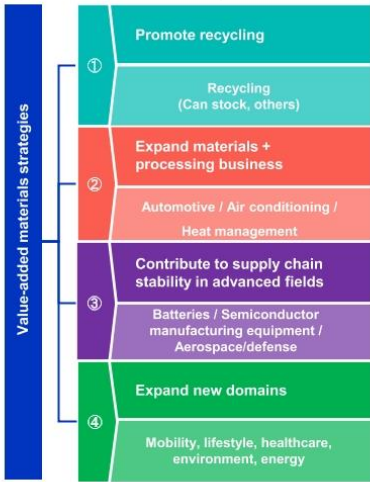 Value-added materials strategies
①
Promote recycling
Recycling
(Can stock, others)
②
Expand materials +
processing business
Automotive / Air conditioning /
Heat management
③
Contribute to supply chain
stability in advanced fields
Batteries / Semiconductor
manufacturing equipment /
Aerospace/defense
④
Expand new domains
Mobility, lifestyle, healthcare,
environment, energy